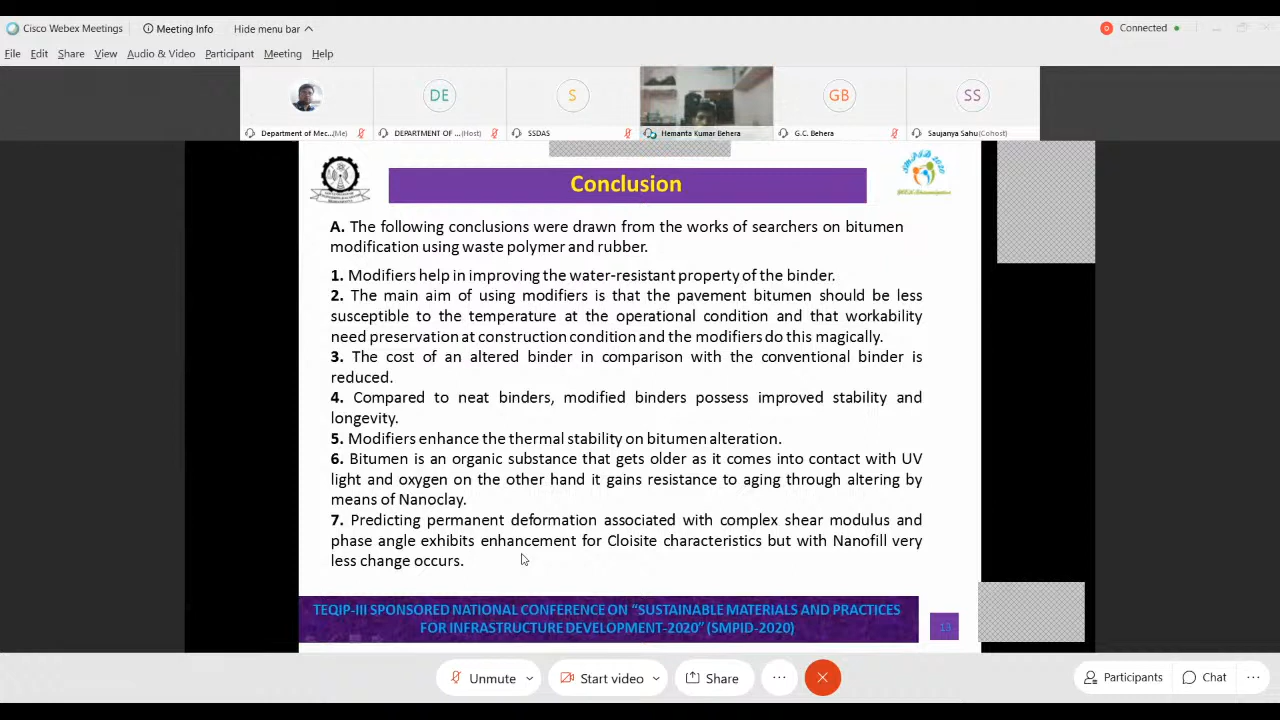 Cisco Webex Meetings
Meeting Info
Hide menu bar
Connected
File Edit Share View Audio & Video Participant Meeting Help
DE
S
GB
SS
Department of Mec...(Me)
DEPARTMENT OF ...(Host)
SSDAS
Hemanta Kumar Behera
G.C. Behera
Saujanya Sahu(Cohost)
Conclusion
SMPID 2020
A. The following conclusions were drawn from the works of searchers on bitumen
modification using waste polymer and rubber.
1. Modifiers help in improving the water-resistant property of the binder.
2. The main aim of using modifiers is that the pavement bitumen should be less
susceptible to the temperature at the operational condition and that workability
need preservation at construction condition and the modifiers do this magically.
3. The cost of an altered binder in comparison with the conventional binder is
reduced.
4. Compared to neat binders, modified binders possess improved stability and
longevity.
5. Modifiers enhance the thermal stability on bitumen alteration.
6. Bitumen is an organic substance that gets older as it comes into contact with UV
light and oxygen on the other hand it gains resistance to aging through altering by
means of Nanoclay.
7. Predicting permanent deformation associated with complex shear modulus and
phase angle exhibits enhancement for Cloisite characteristics but with Nanofill very
less change occurs.
TEQIP-III SPONSORED NATIONAL CONFERENCE ON “SUSTAINABLE MATERIALS AND PRACTICES
FOR INFRASTRUCTURE DEVELOPMENT-2020” (SMPID-2020)
13
Unmute
Start video
Share
Participants
Chat